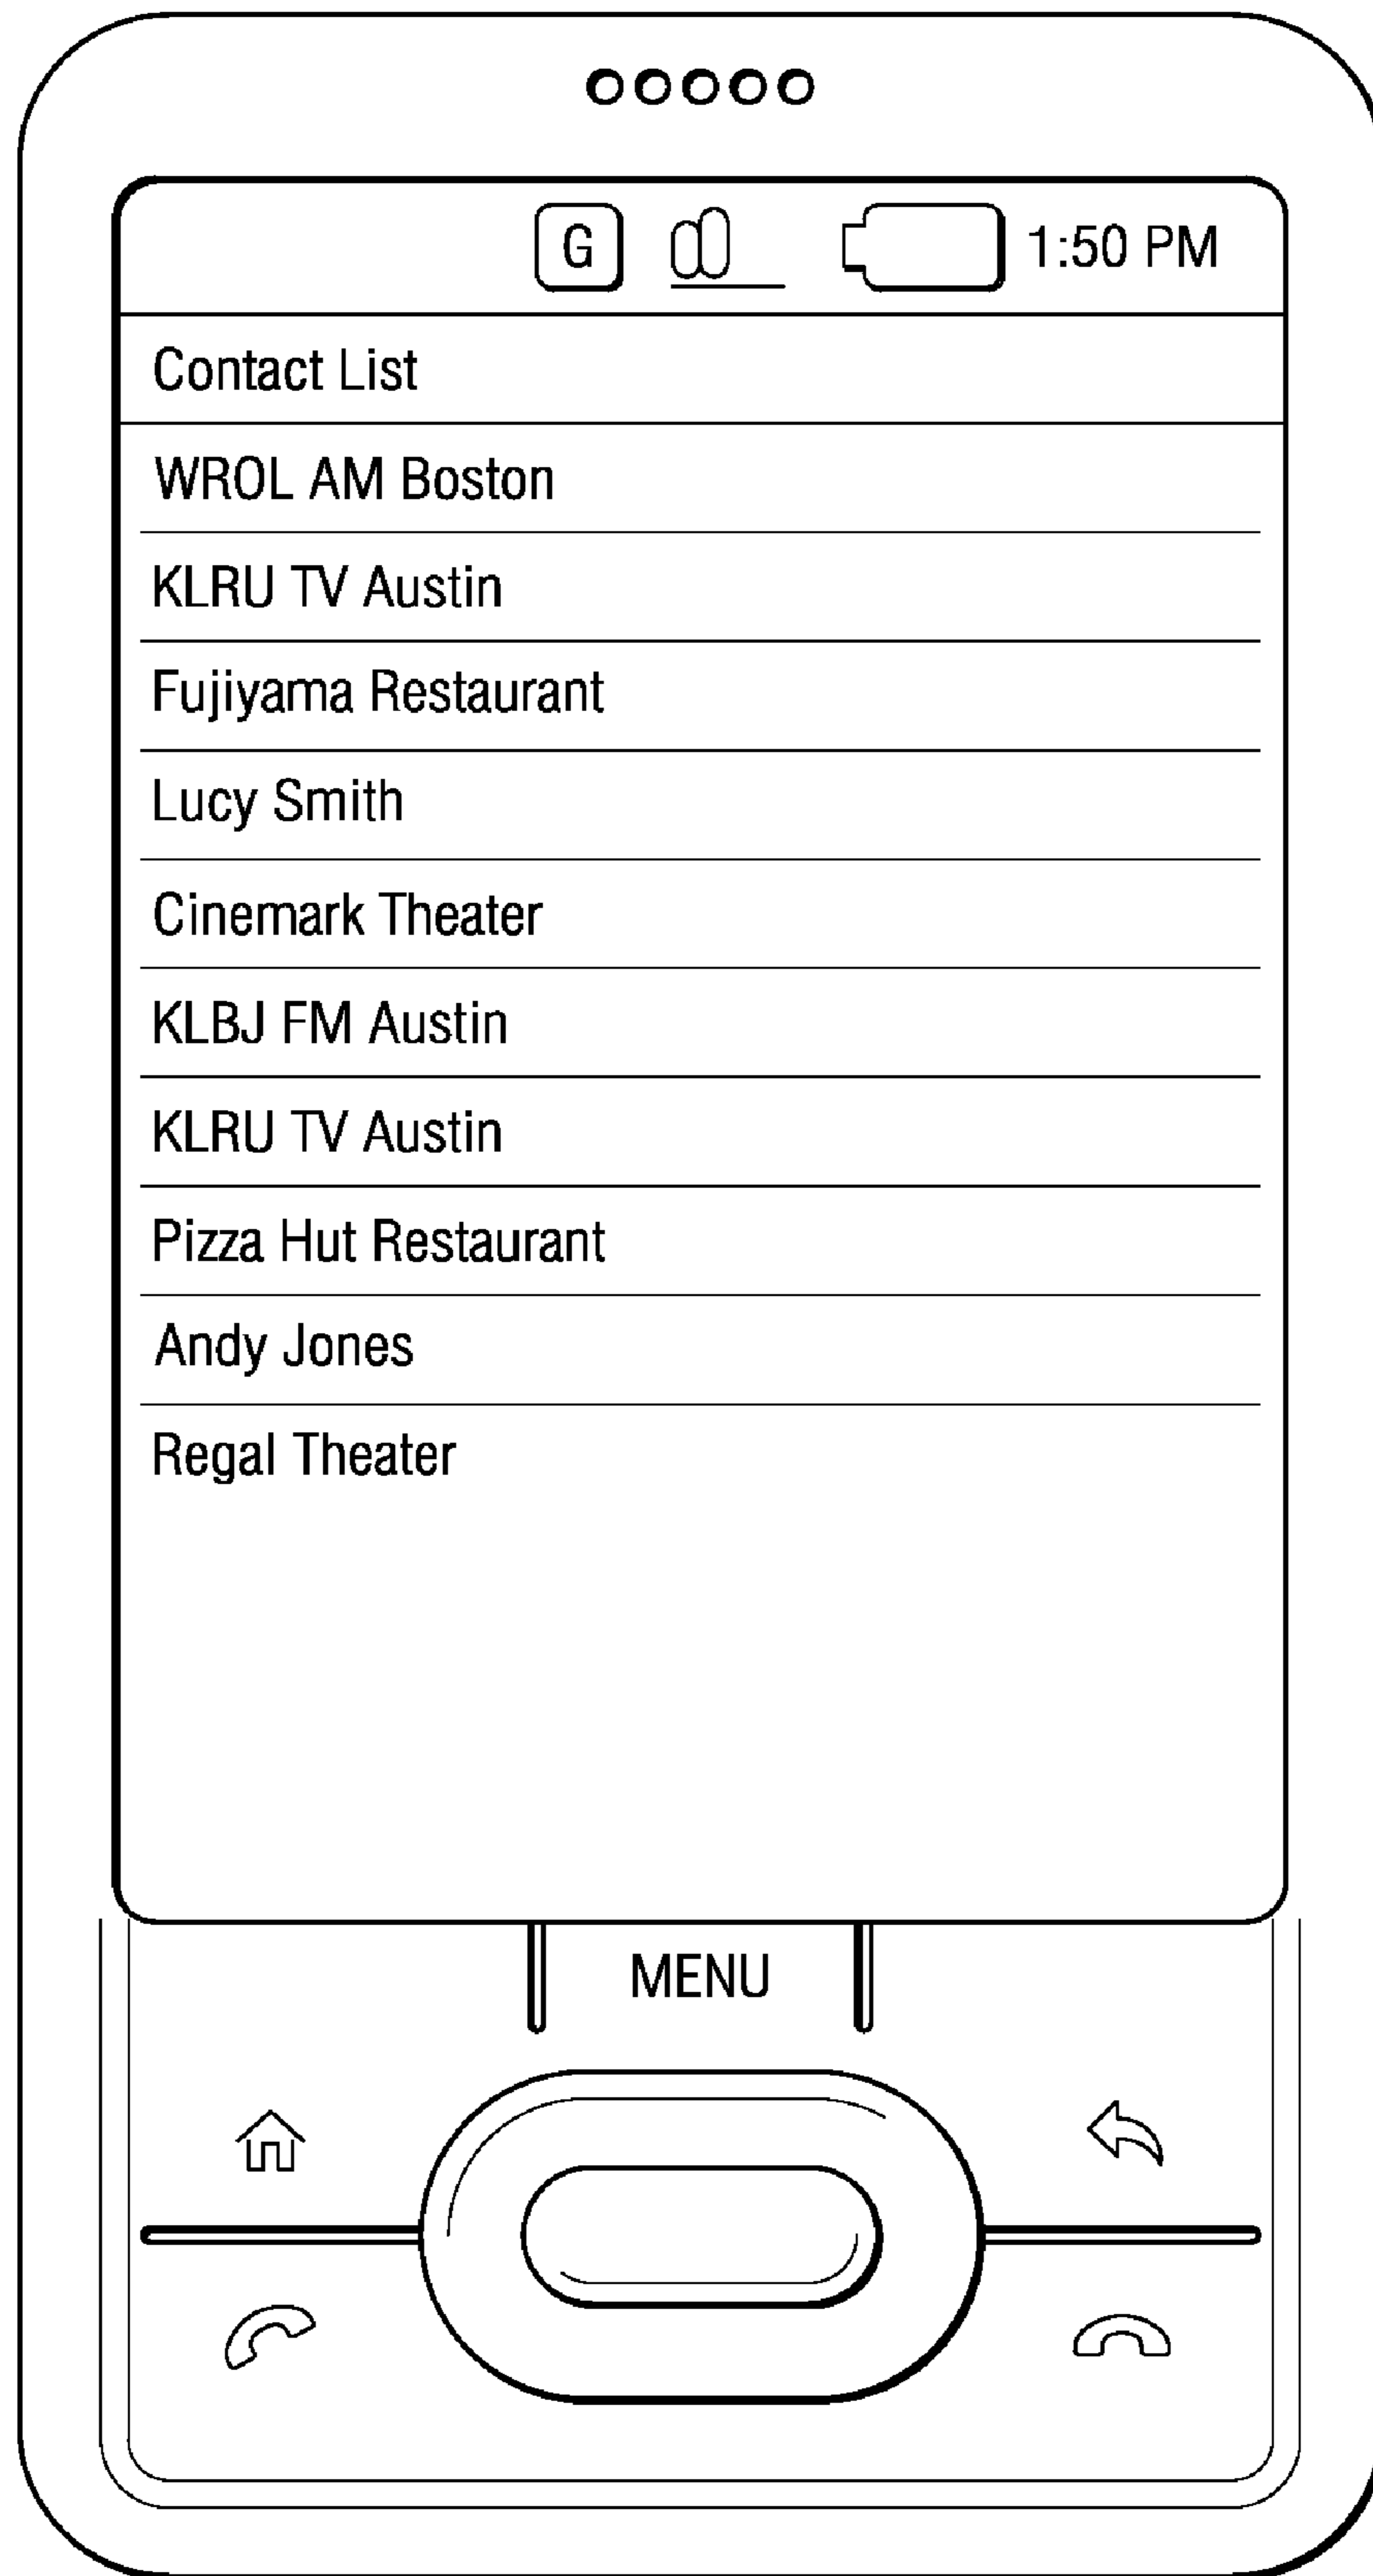 G 1:50 PM
Contact List
WROL AM Boston
KLRU TV Austin
Fujiyama Restaurant
Lucy Smith
Cinemark Theater
KLBJ FM Austin
KLRU TV Austin
Pizza Hut Restaurant
Andy Jones
Regal Theater
MENU